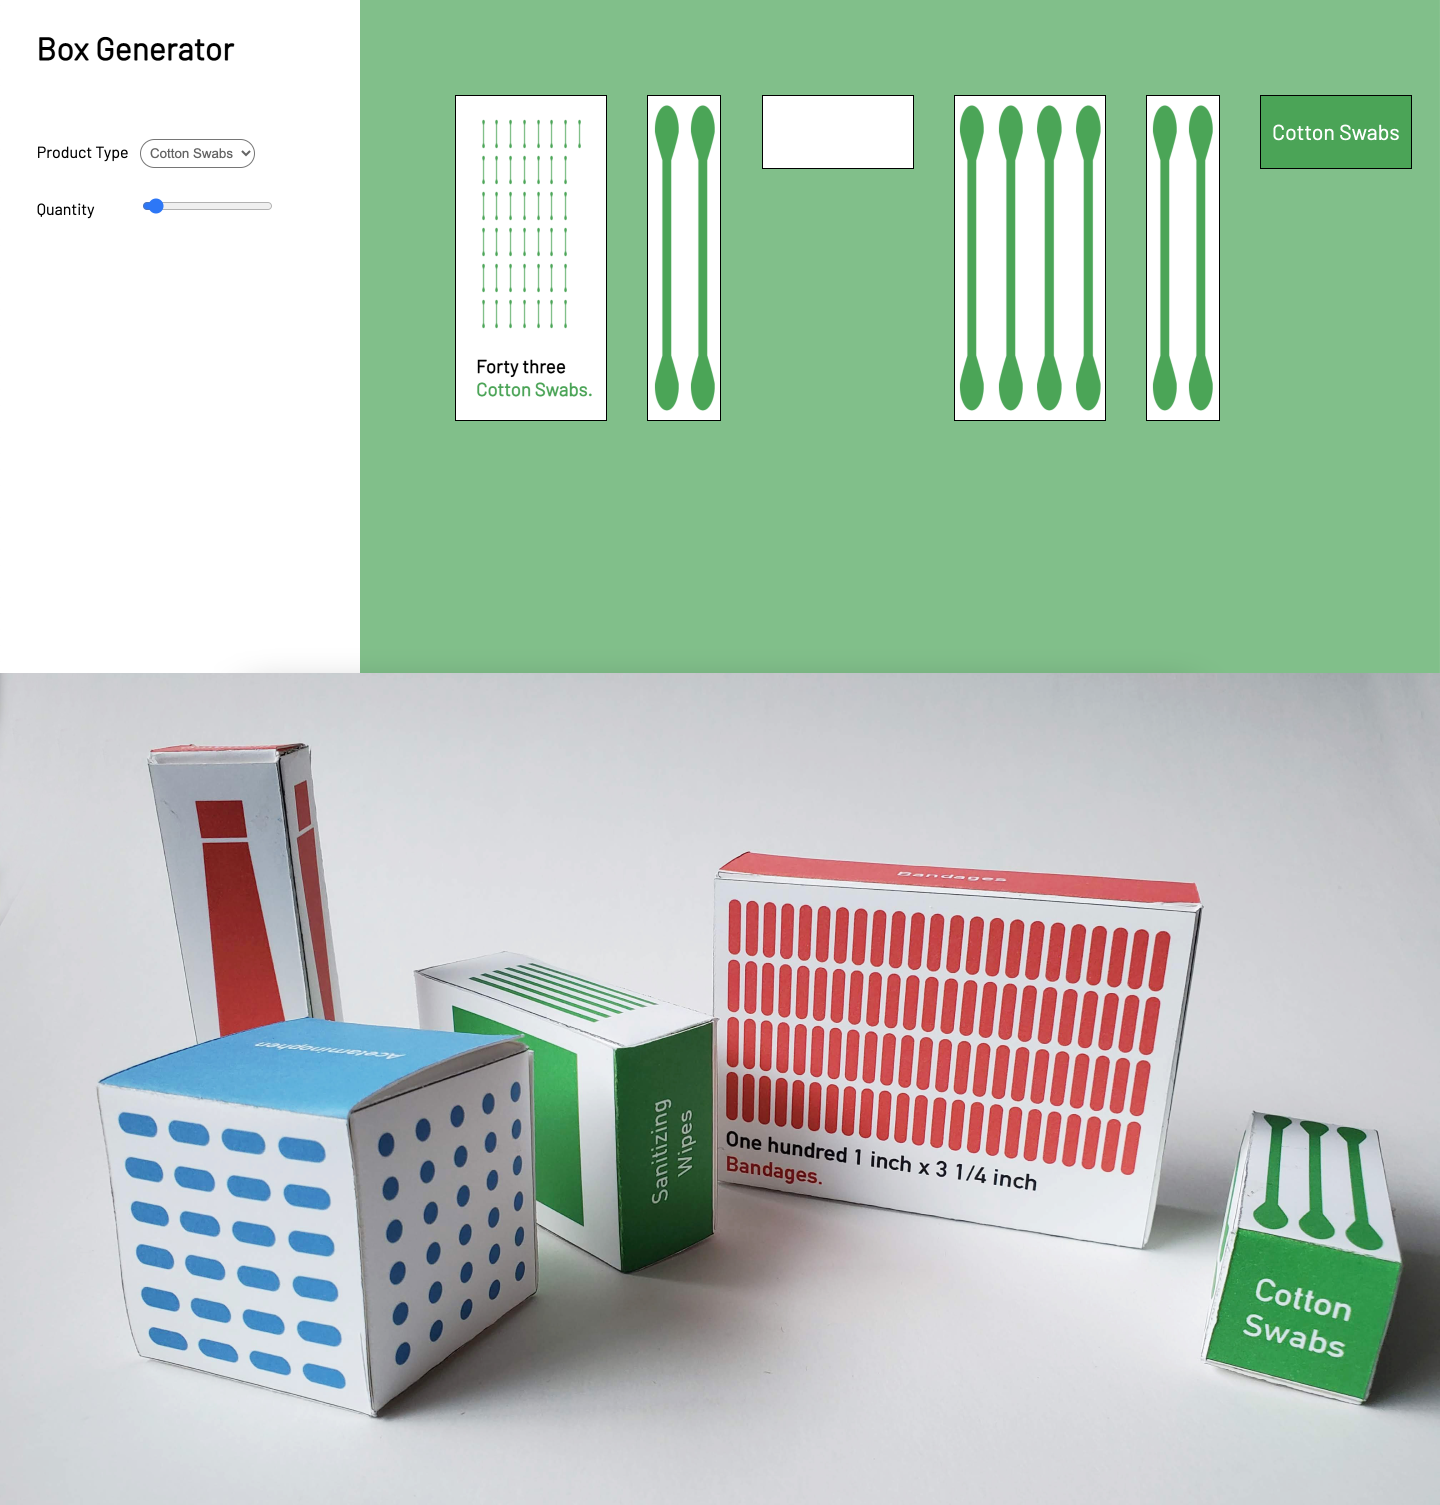 Box Generator
Product Type
Cotton Swabs
Quantity
Forty three
Cotton Swabs.
Cotton Swabs
Bandages
Acetaminophen
Sanitizing
Wipes
One hundred 1 inch x 3 1/4 inch
Bandages.
Cotton
Swabs